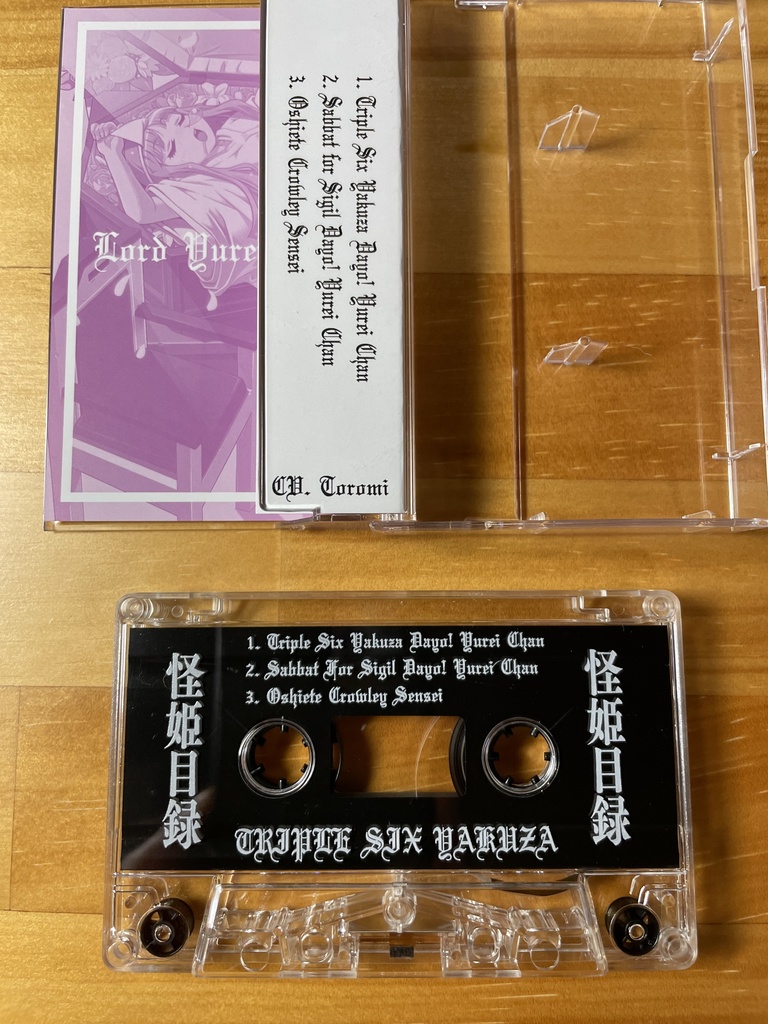 Lord Yure
1. Triple Six Yakuza Dayo! Yurei Chan
2. Sabbat for Sigil Dayo! Yurei Chan
3. Oshiete Crowley Sensei
CV. Toromi
1. Triple Six Yakuza Dayo! Yurei Chan
2. Sabbat For Sigil Dayo! Yurei Chan
3. Oshiete Crowley Sensei
怪姫目録
怪姫目録
TRIPLE SIX YAKUZA